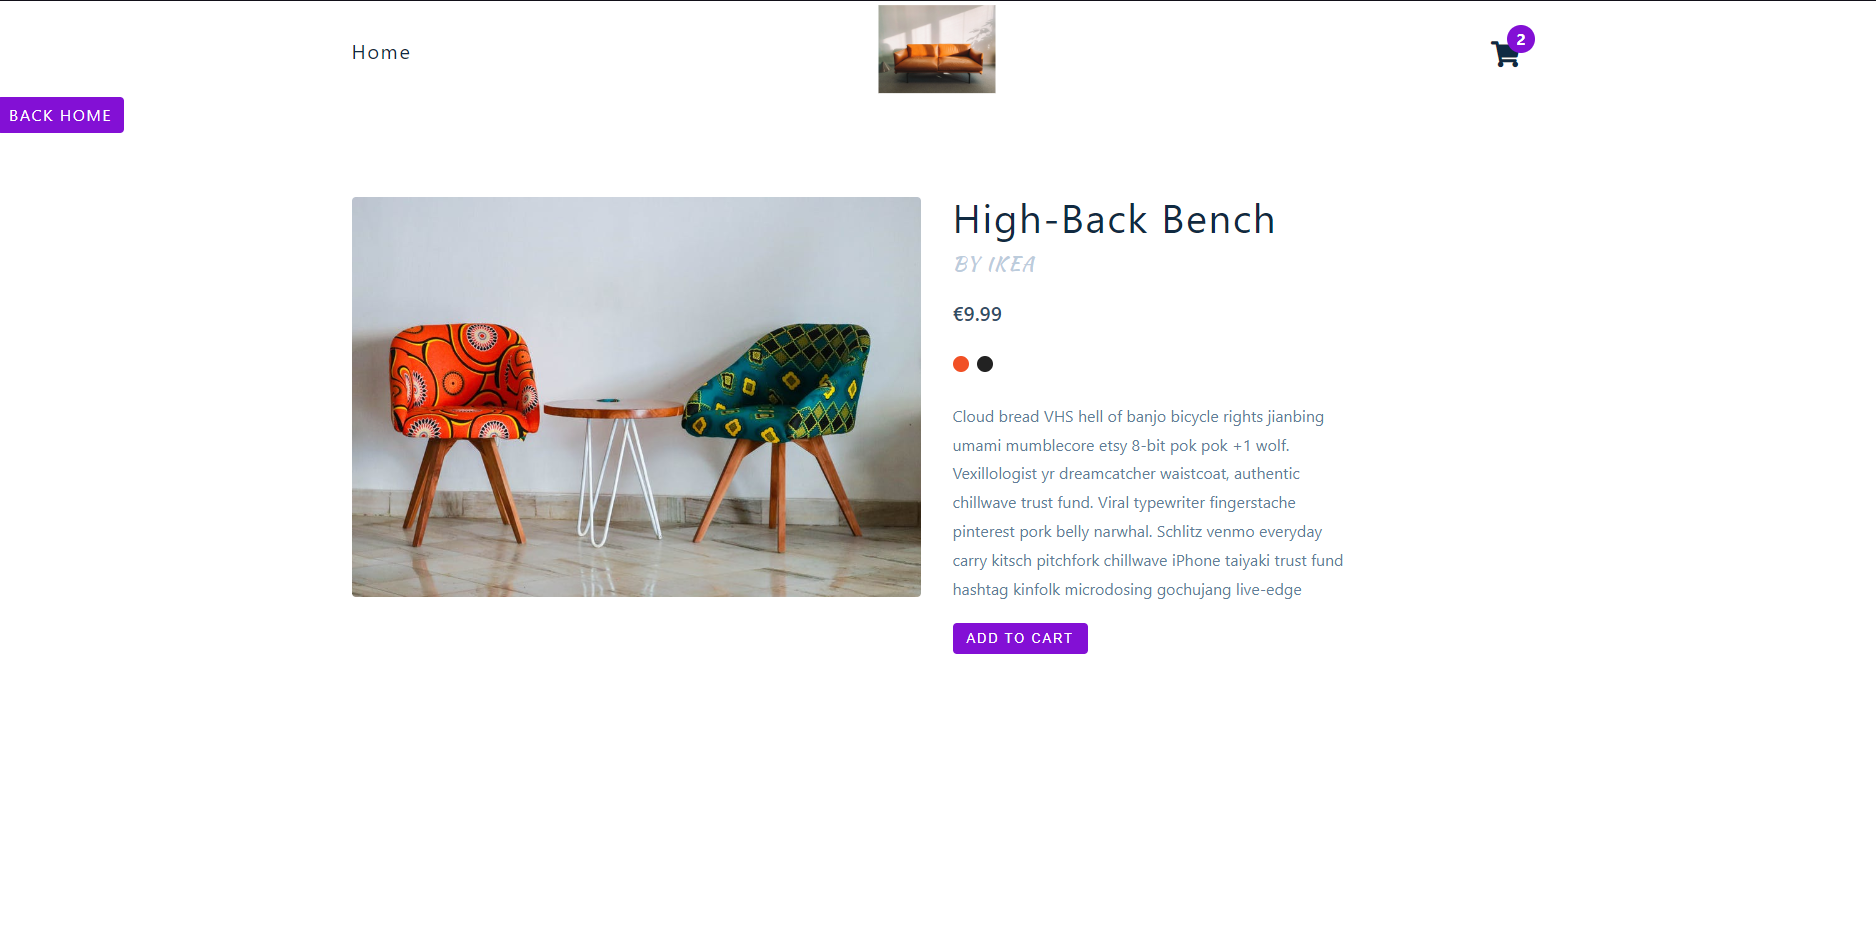 Home
2
BACK HOME
High-Back Bench
BY IKEA
€9.99
Cloud bread VHS hell of banjo bicycle rights jianbing
umami mumblecore etsy 8-bit pok pok +1 wolf.
Vexillologist yr dreamcatcher waistcoat, authentic
chillwave trust fund. Viral typewriter fingerstache
pinterest pork belly narwhal. Schlitz venmo everyday
carry kitsch pitchfork chillwave iPhone taiyaki trust fund
hashtag kinfolk microdosing gochujang live-edge
ADD TO CART